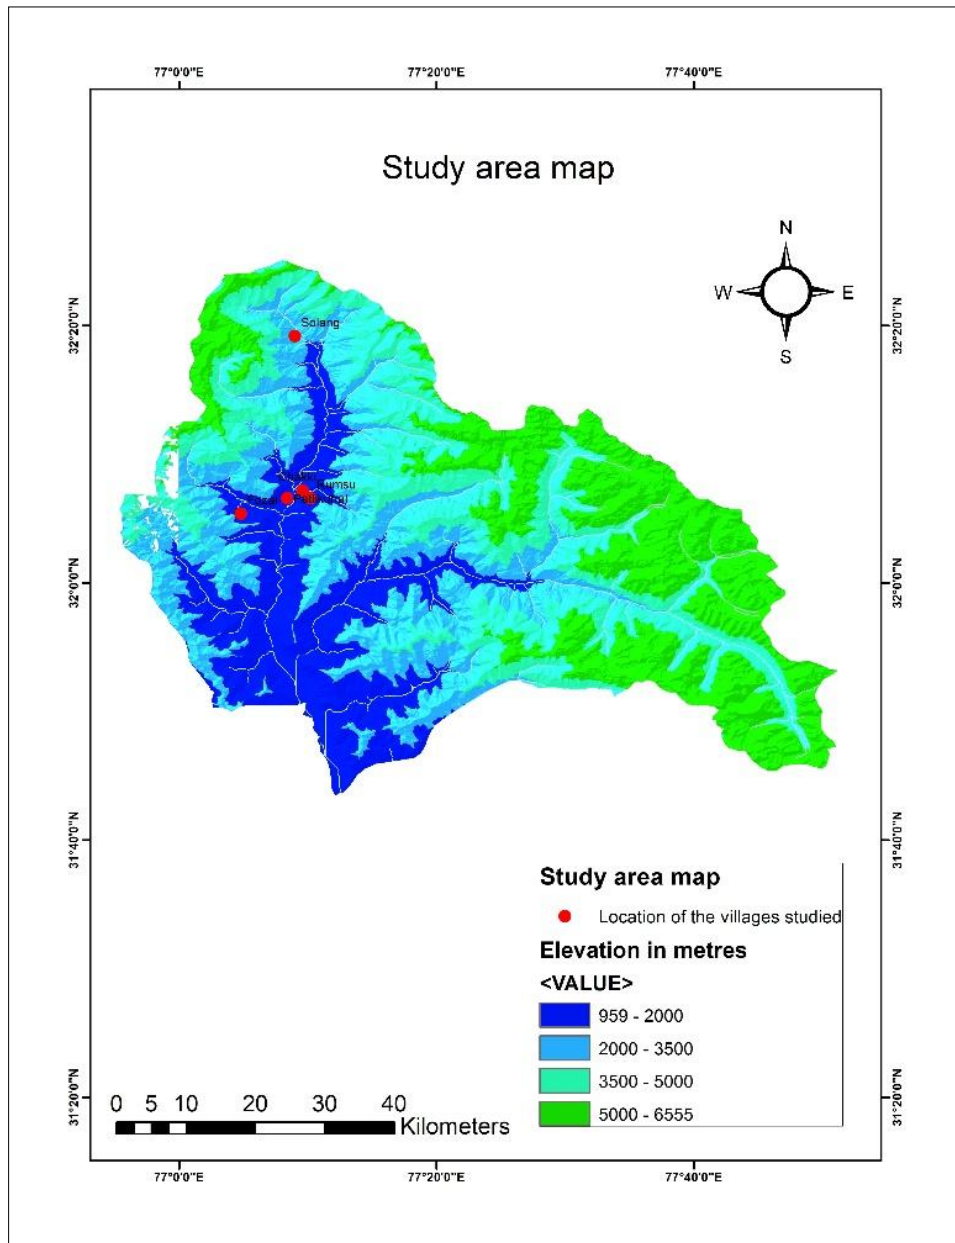 77°0'0"E 77°20'0"E 77°40'0"E
Study area map
N
W E
S
32°20'0"N 32°20'0"N
Solang
Rumsu
32°0'0"N 32°0'0"N
31°40'0"N 31°40'0"N
Study area map
Location of the villages studied
Elevation in metres
<VALUE>
959 - 2000
2000 - 3500
3500 - 5000
5000 - 6555
0 5 10 20 30 40
Kilometers
31°20'0"N 31°20'0"N
77°0'0"E 77°20'0"E 77°40'0"E